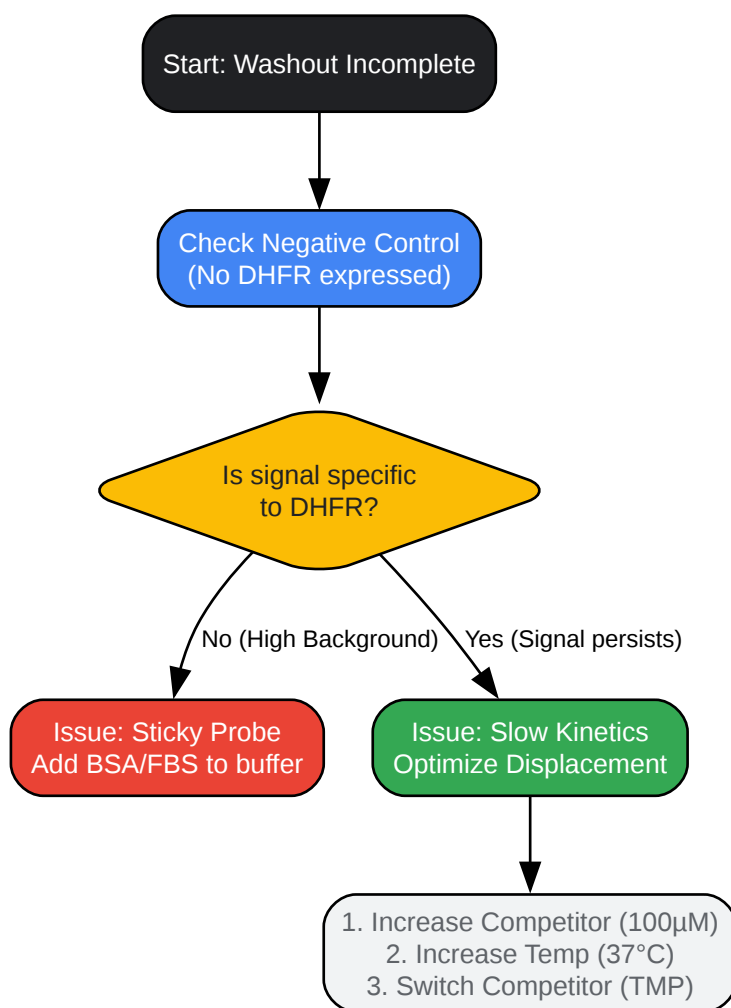 Start: Washout Incomplete
Check Negative Control
(No DHFR expressed)
Is signal specific
to DHFR?
No (High Background)
Yes (Signal persists)
Issue: Sticky Probe
Add BSA/FBS to buffer
Issue: Slow Kinetics
Optimize Displacement
1. Increase Competitor (100µM)
2. Increase Temp (37°C)
3. Switch Competitor (TMP)